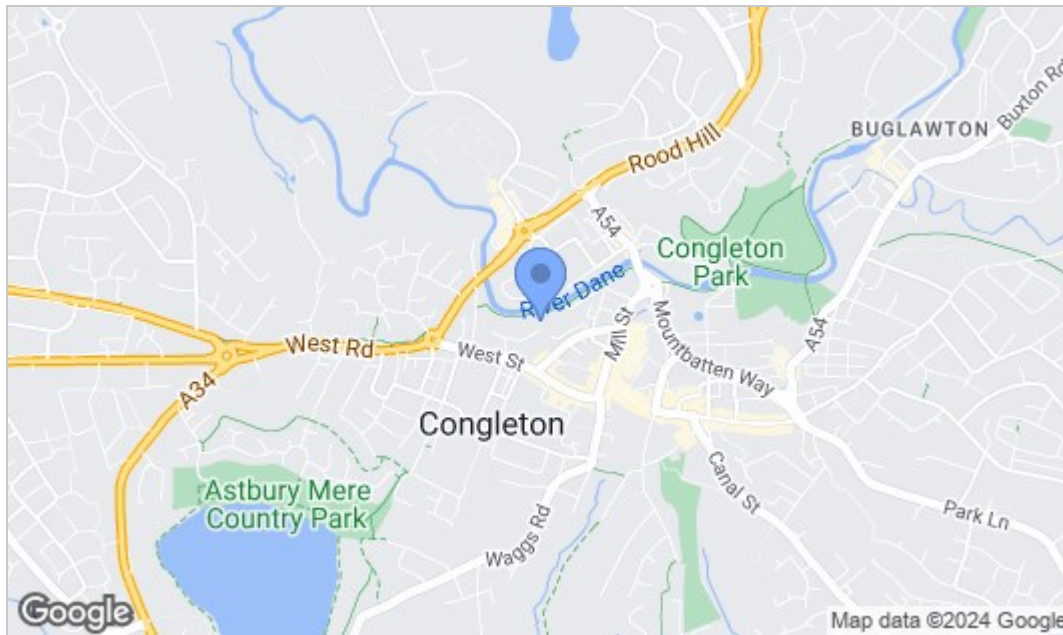 Buxton Rd
BUGLAWTON
Rood Hill
A54
Congleton
Park
River Dane
Mill St
Mountbatten Way
A54
West Rd
West St
A34
Congleton
Canal St
Astbury Mere
Country Park
Waggs Rd
Park Ln
Google
Map data ©2024 Google